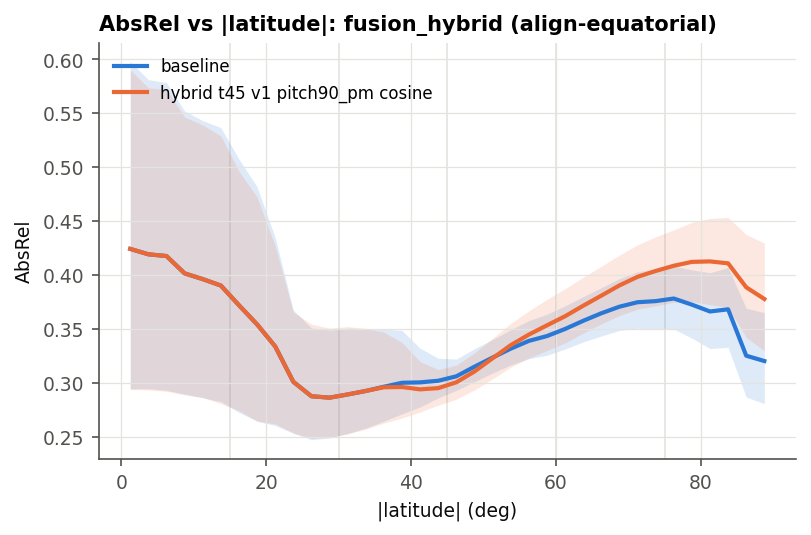 AbsRel vs |latitude|: fusion_hybrid (align-equatorial)
baseline
hybrid t45 v1 pitch90_pm cosine
AbsRel
0.60
0.55
0.50
0.45
0.40
0.35
0.30
0.25
0 20 40 60 80
|latitude| (deg)